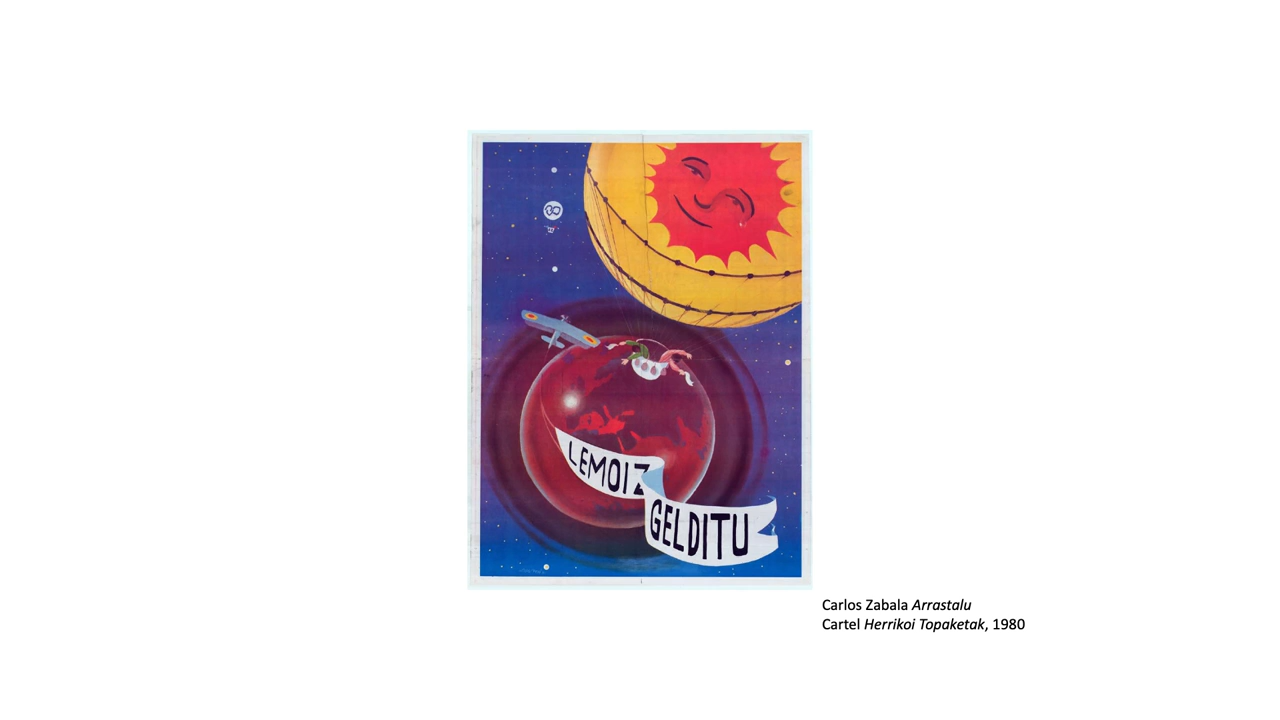 LEMOIZ
GELDITU
Carlos Zabala Arrastalu
Cartel Herrikoi Topaketak, 1980